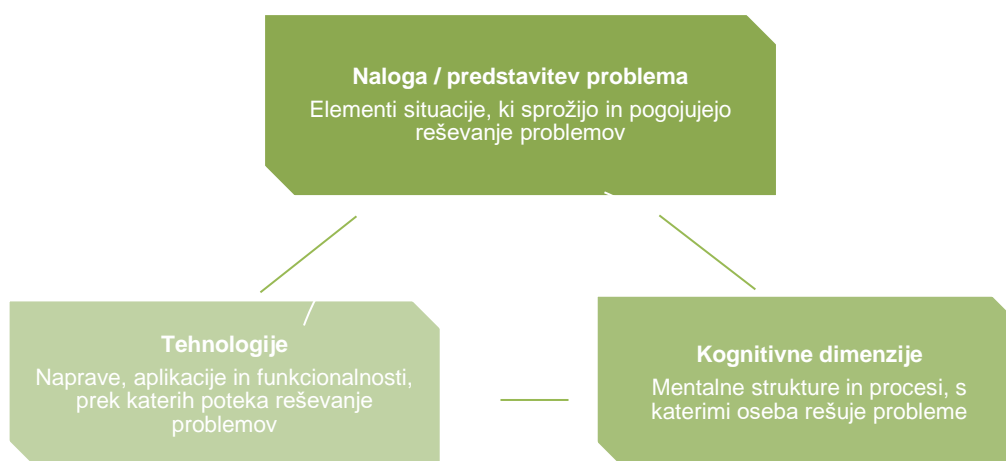 Naloga / predstavitev problema
Elementi situacije, ki sprožijo in pogojujejo
reševanje problemov
Tehnologije
Naprave, aplikacije in funkcionalnosti,
prek katerih poteka reševanje
problemov
Kognitivne dimenzije
Mentalne strukture in procesi, s
katerimi oseba rešuje probleme